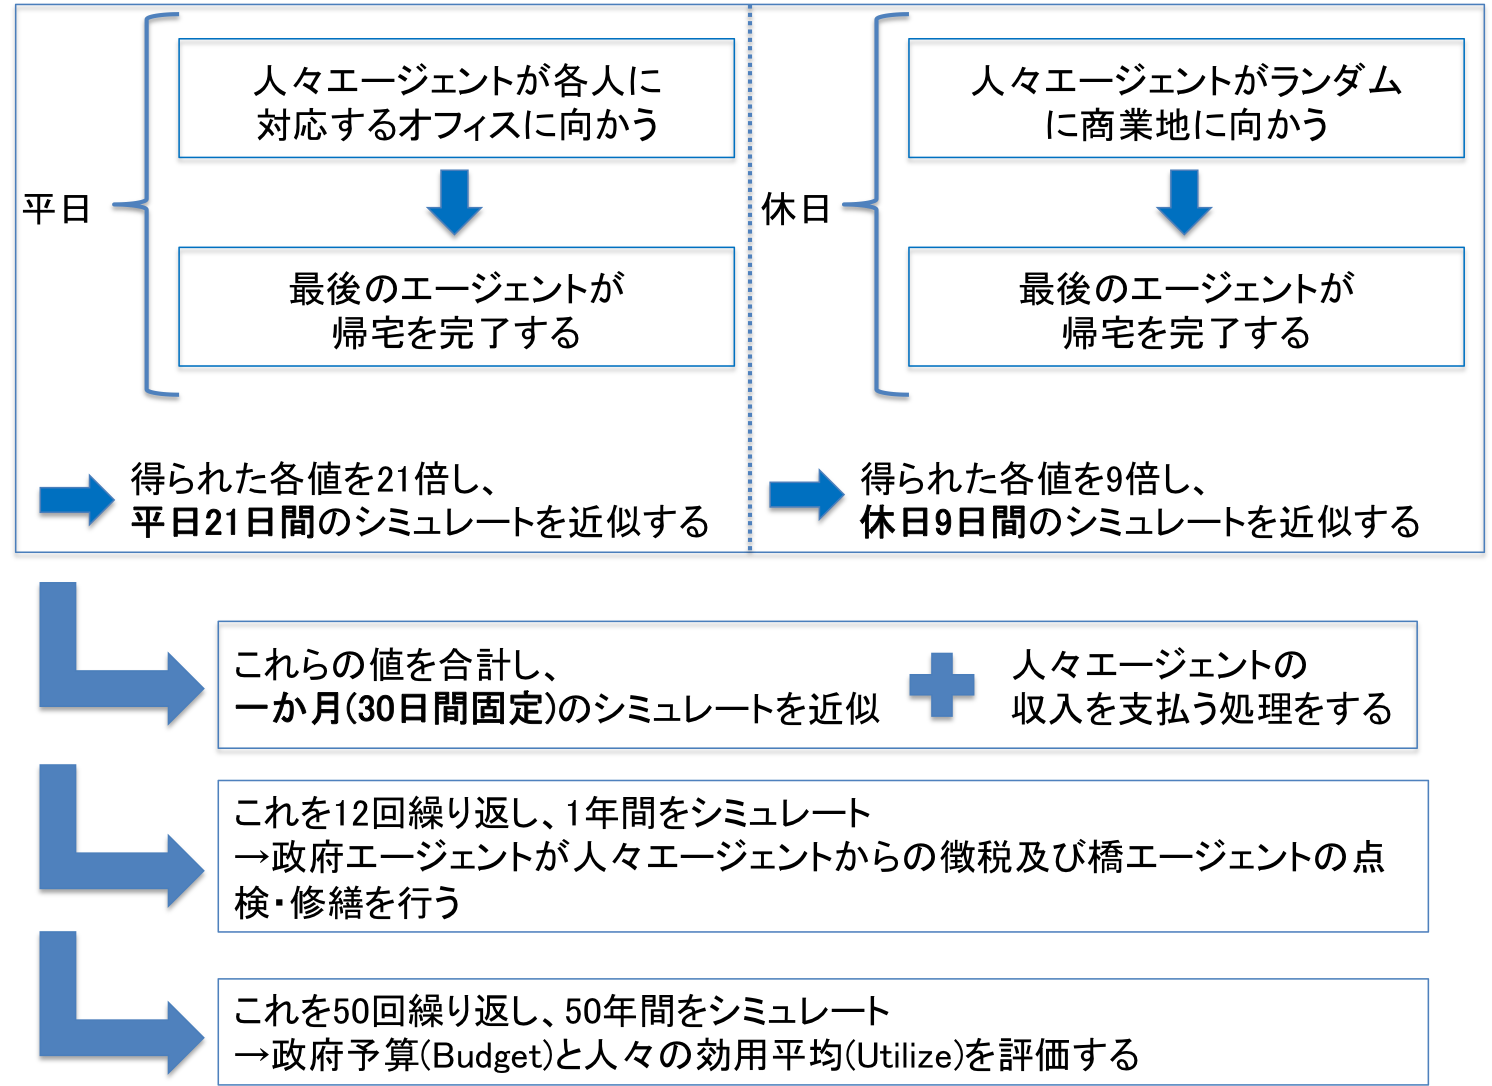 平日
人々エージェントが各人に
対応するオフィスに向かう
最後のエージェントが
帰宅を完了する
得られた各値を21倍し、
平日21日間のシミュレートを近似する
休日
人々エージェントがランダム
に商業地に向かう
最後のエージェントが
帰宅を完了する
得られた各値を9倍し、
休日9日間のシミュレートを近似する
これらの値を合計し、
一か月(30日間固定)のシミュレートを近似
人々エージェントの
収入を支払う処理をする
これを12回繰り返し、1年間をシミュレート
→政府エージェントが人々エージェントからの徴税及び橋エージェントの点
検・修繕を行う
これを50回繰り返し、50年間をシミュレート
→政府予算(Budget)と人々の効用平均(Utilize)を評価する